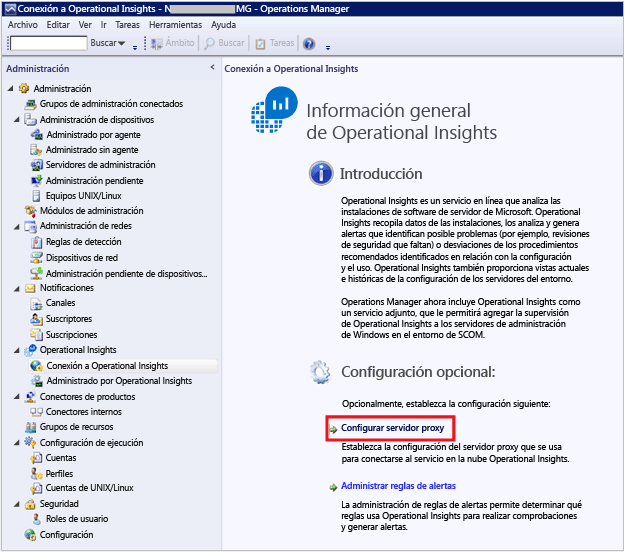 Conexión a Operational Insights - N MG - Operations Manager
Archivo Editar Ver Ir Tareas Herramientas Ayuda
Buscar Ámbito Buscar Tareas
Administración <
Administración
Grupos de administración conectados
Administración de dispositivos
Administrado por agente
Administrado sin agente
Servidores de administración
Administración pendiente
Equipos UNIX/Linux
Módulos de administración
Administración de redes
Reglas de detección
Dispositivos de red
Administración pendiente de dispositivos...
Notificaciones
Canales
Suscriptores
Suscripciones
Operational Insights
Conexión a Operational Insights
Administrado por Operational Insights
Conectores de productos
Conectores internos
Grupos de recursos
Configuración de ejecución
Cuentas
Perfiles
Cuentas de UNIX/Linux
Seguridad
Roles de usuario
Configuración
Conexión a Operational Insights
Información general
de Operational Insights
Introducción
Operational Insights es un servicio en línea que analiza las
instalaciones de software de servidor de Microsoft. Operational
Insights recopila datos de las instalaciones, los analiza y genera
alertas que identifican posible problemas (por ejemplo, revisiones
de seguridad que faltan) o desviaciones de los procedimientos
recomendados identificados en relación con la configuración
y el uso. Operational Insights también proporciona vistas actuales
e históricas de la configuración de los servidores del entorno.
Operations Manager ahora incluye Operational Insights como
un servicio adjunto, que le permitirá agregar la supervisión
de Operational Insights a los servidores de administración
de Windows en el entorno de SCOM.
Configuración opcional:
Opcionalmente, establezca la configuración siguiente:
Configurar servidor proxy
Establezca la configuración del servidor proxy que se usa
para conectarse al servicio en la nube Operational Insights.
Administrar reglas de alertas
La administración de reglas de alertas permite determinar qué
reglas usa Operational Insights para realizar comprobaciones
y generar alertas.